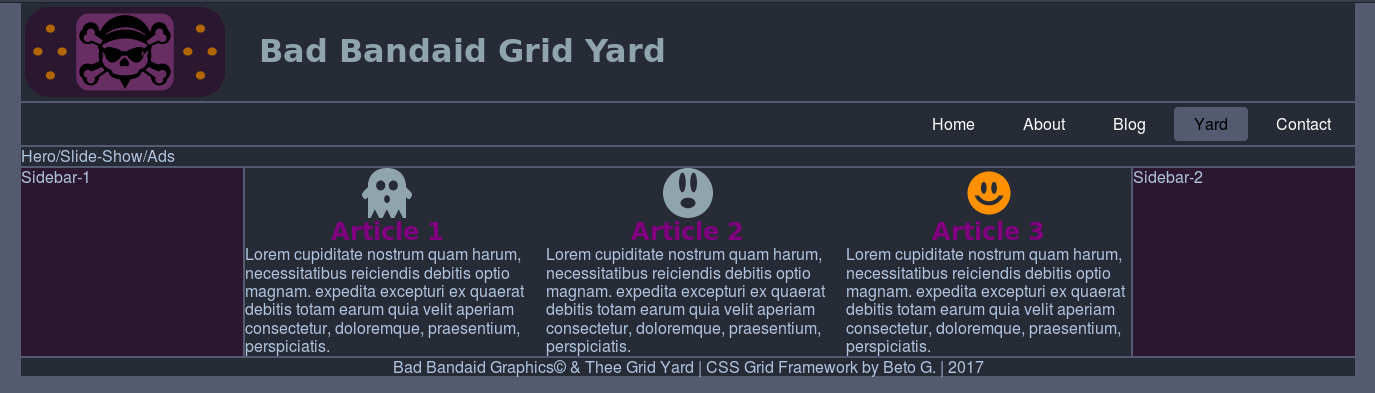 Bad Bandaid Grid Yard
Home About Blog Yard Contact
Hero/Slide-Show/Ads
Sidebar-1
Article 1
Lorem cupiditate nostrum quam harum,
necessitatibus reiciendis debitis optio
magnam. expedita excepturi ex quaerat
debitis totam earum quia velit aperiam
consectetur, doloremque, praesentium,
perspiciatis.
Article 2
Lorem cupiditate nostrum quam harum,
necessitatibus reiciendis debitis optio
magnam. expedita excepturi ex quaerat
debitis totam earum quia velit aperiam
consectetur, doloremque, praesentium,
perspiciatis.
Article 3
Lorem cupiditate nostrum quam harum,
necessitatibus reiciendis debitis optio
magnam. expedita excepturi ex quaerat
debitis totam earum quia velit aperiam
consectetur, doloremque, praesentium,
perspiciatis.
Sidebar-2
Bad Bandaid Graphics© & Thee Grid Yard | CSS Grid Framework by Beto G. | 2017